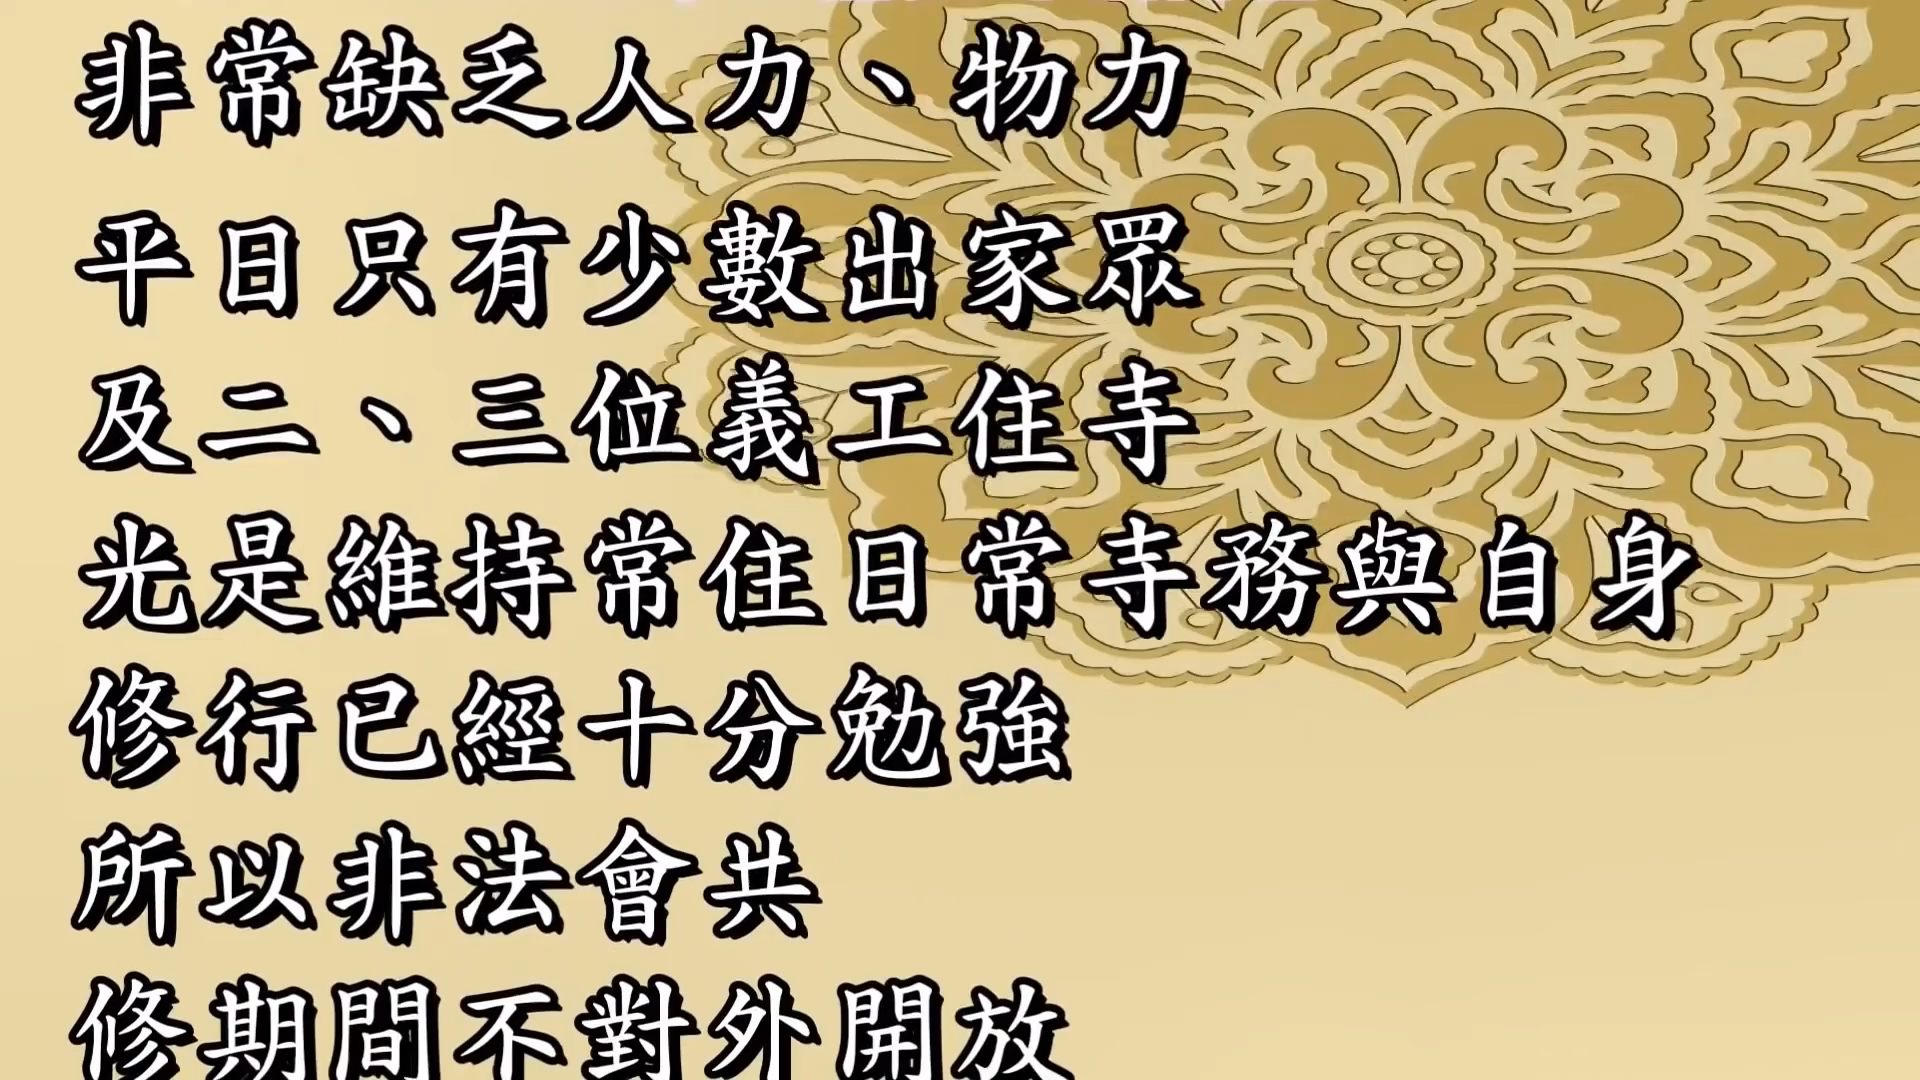 非常缺乏人力、物力
平日只有少數出家眾
及二、三位義工住寺
光是維持常住日常寺務與自身
修行已經十分勉強
所以非法會共
修期間不對外開放